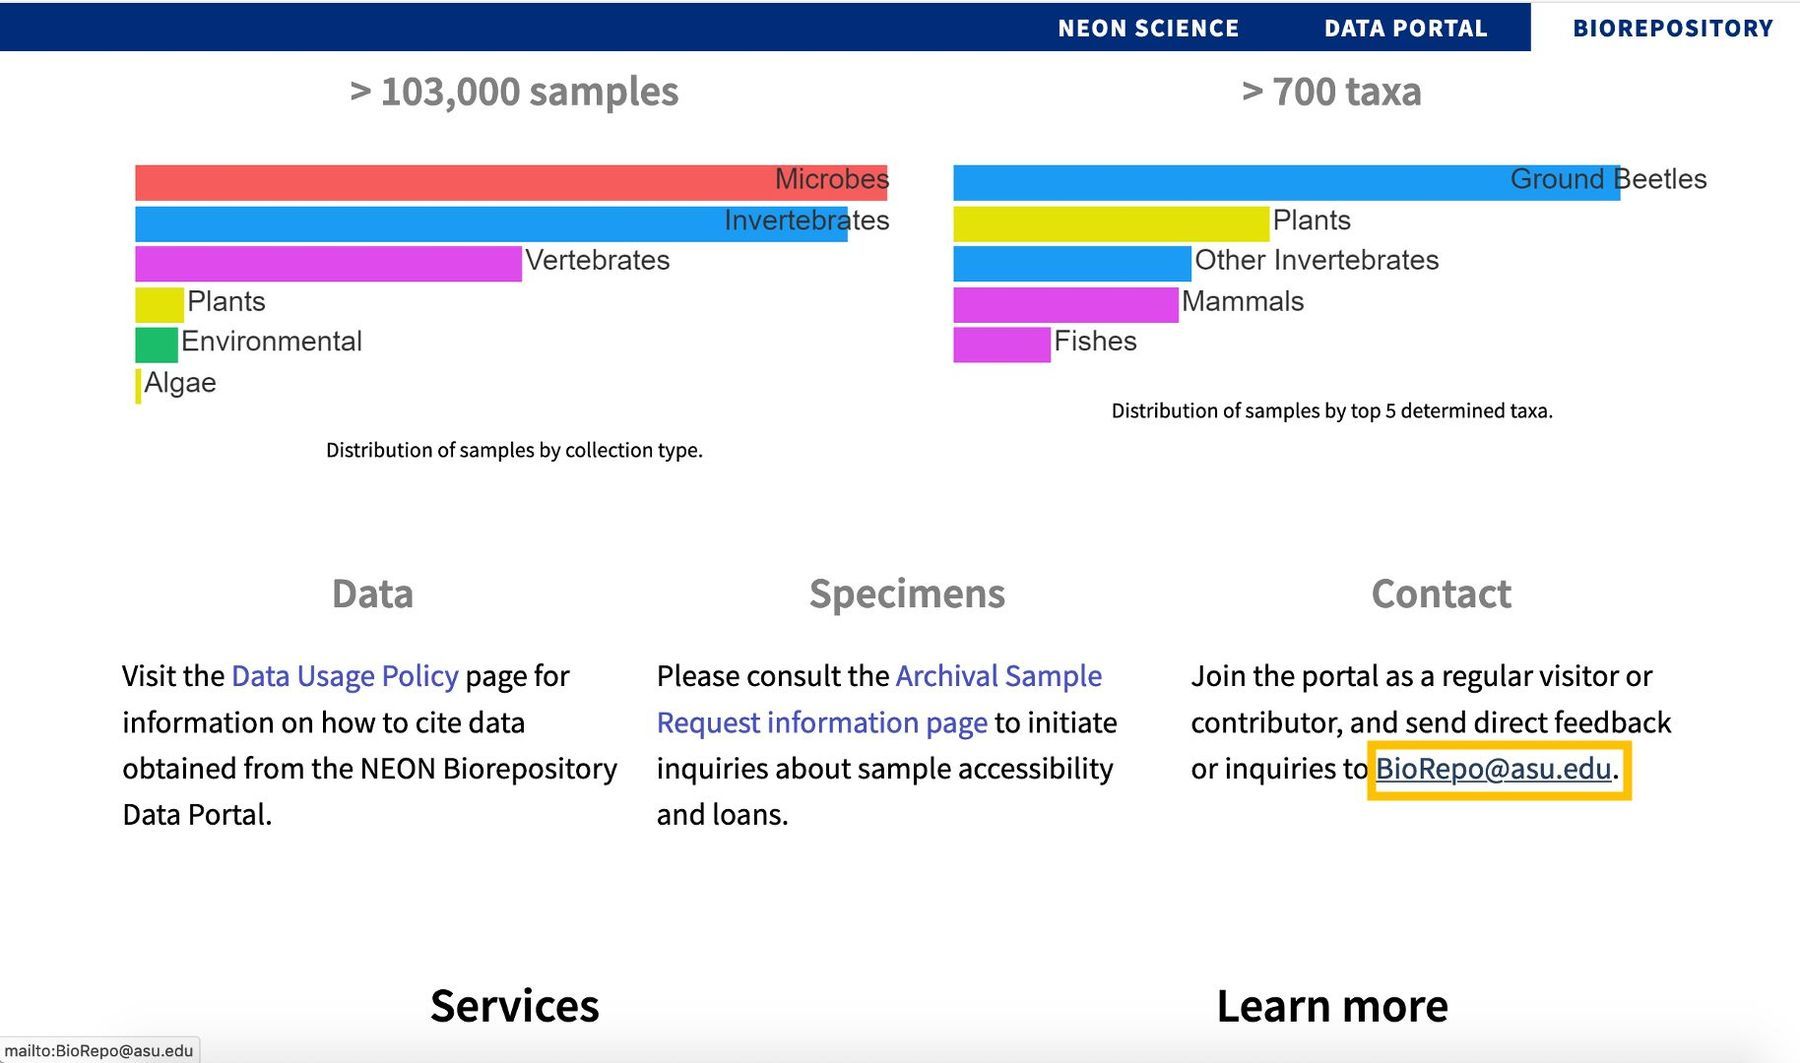 NEON SCIENCE DATA PORTAL BIOREPOSITORY
> 103,000 samples
Microbes
Invertebrates
Vertebrates
Plants
Environmental
Algae
Distribution of samples by collection type.
> 700 taxa
Ground Beetles
Plants
Other Invertebrates
Mammals
Fishes
Distribution of samples by top 5 determined taxa.
Data
Visit the Data Usage Policy page for
information on how to cite data
obtained from the NEON Biorepository
Data Portal.
Specimens
Please consult the Archival Sample
Request information page to initiate
inquiries about sample accessibility
and loans.
Contact
Join the portal as a regular visitor or
contributor, and send direct feedback
or inquiries to BioRepo@asu.edu.
Services
Learn more
mailto:BioRepo@asu.edu